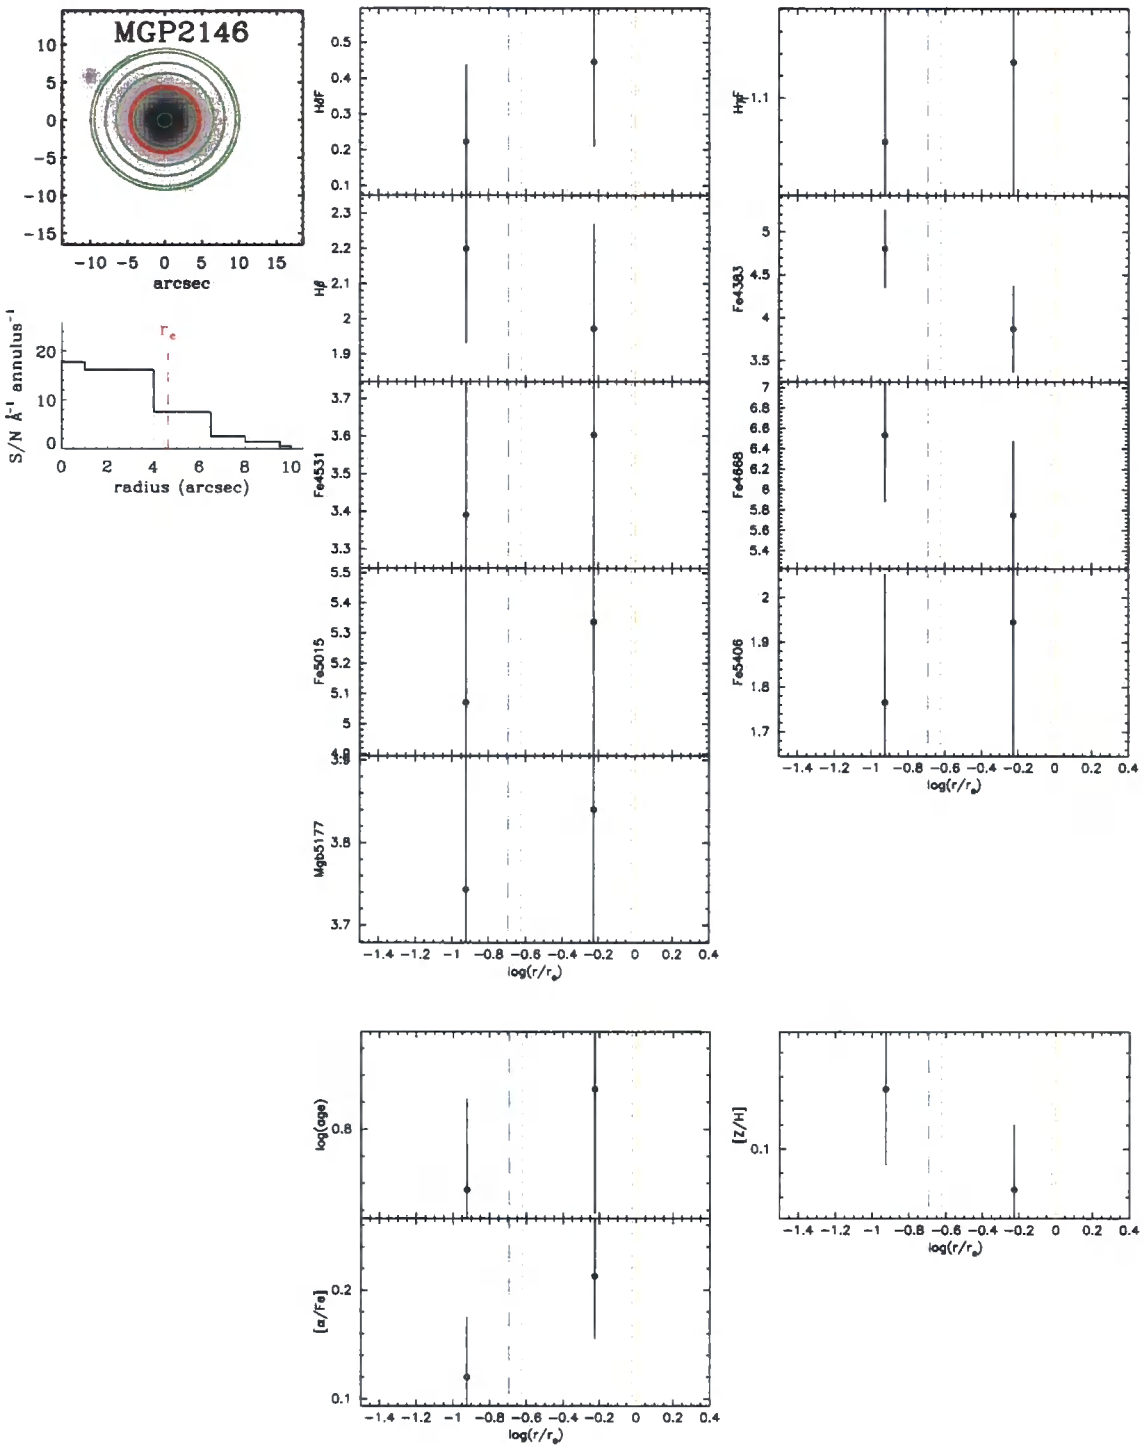 MGP2146
10
5
0
−5
−10
−15
−10 −5 0 5 10 15
arcsec
r_e
S/N Å⁻¹ annulus⁻¹
20
10
0
0 2 4 6 8 10
radius (arcsec)
HδF
0.5
0.4
0.3
0.2
0.1
Hβ
2.3
2.2
2.1
2
1.9
Fe4531
3.7
3.6
3.5
3.4
3.3
Fe5015
5.5
5.4
5.3
5.2
5.1
5
4.9
Mgb5177
3.9
3.8
3.7
−1.4 −1.2 −1 −0.8 −0.6 −0.4 −0.2 0 0.2 0.4
log(r/r_e)
HγF
−1.1
Fe4383
5
4.5
4
3.5
Fe4668
7
6.8
6.6
6.4
6.2
6
5.8
5.6
5.4
Fe5406
2
1.9
1.8
1.7
−1.4 −1.2 −1 −0.8 −0.6 −0.4 −0.2 0 0.2 0.4
log(r/r_e)
log(age)
0.8
[α/Fe]
0.2
0.1
−1.4 −1.2 −1 −0.8 −0.6 −0.4 −0.2 0 0.2 0.4
log(r/r_e)
[Z/H]
0.1
−1.4 −1.2 −1 −0.8 −0.6 −0.4 −0.2 0 0.2 0.4
log(r/r_e)